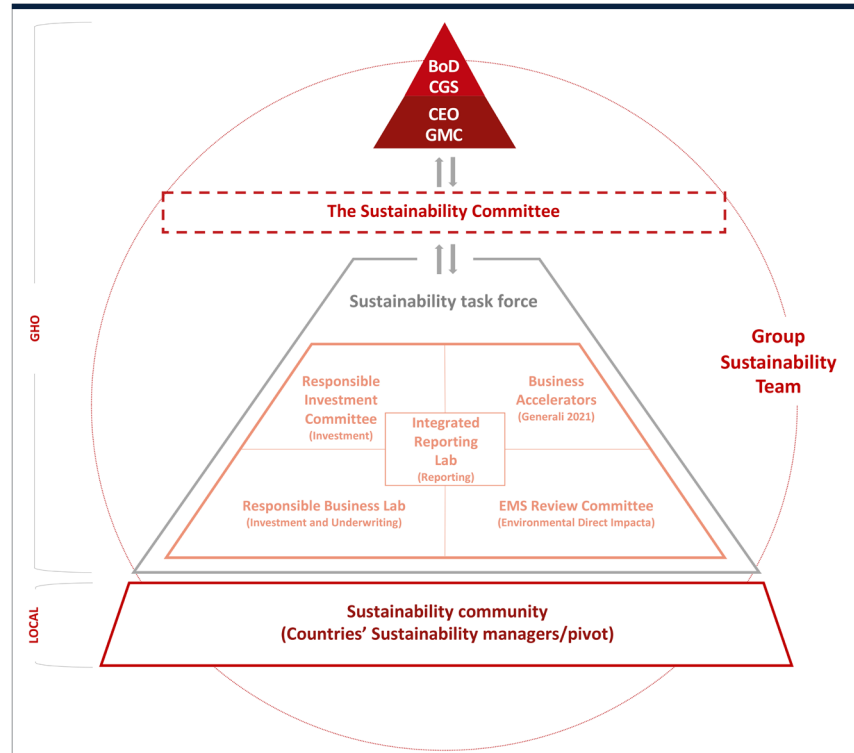 BoD
CGS
CEO
GMC
The Sustainability Committee
GHO
Sustainability task force
Group
Sustainability
Team
Responsible
Investment
Committee
(Investment)
Business
Accelerators
(Generali 2021)
Integrated
Reporting
Lab
(Reporting)
Responsible Business Lab
(Investment and Underwriting)
EMS Review Committee
(Environmental Direct Impacta)
LOCAL
Sustainability community
(Countries’ Sustainability managers/pivot)